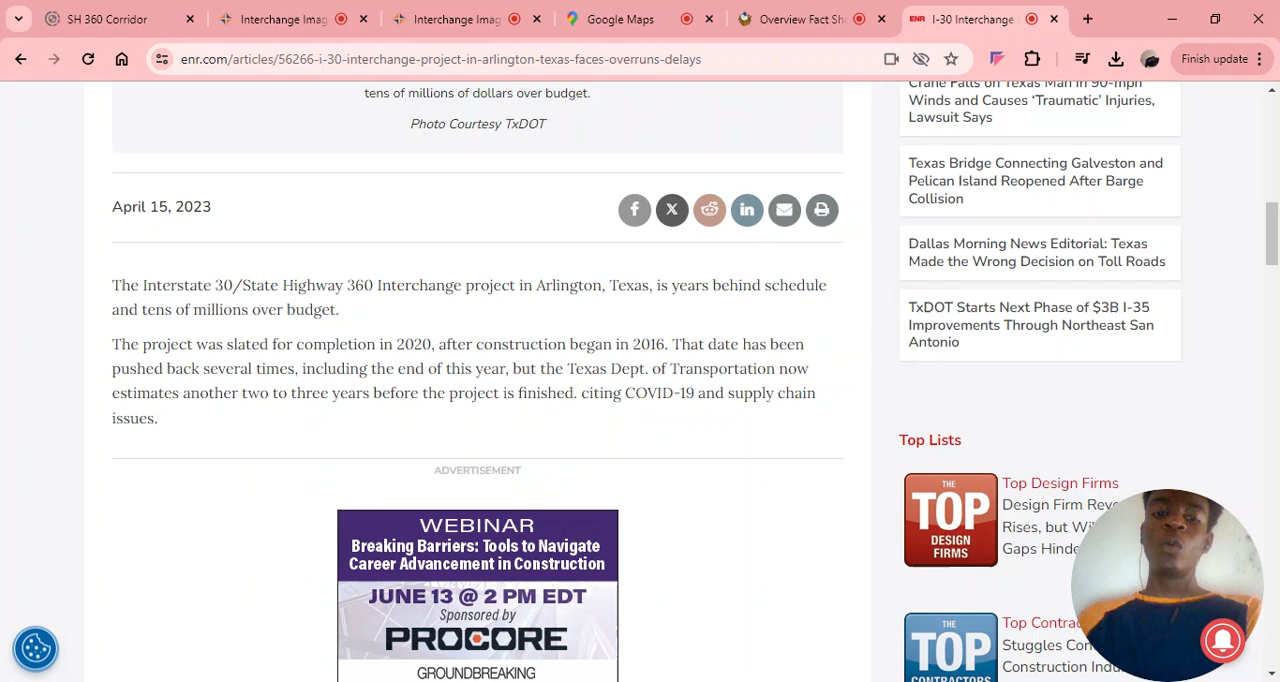 SH 360 Corridor
Interchange Imag
Interchange Imag
Google Maps
Overview Fact She
ENR
I-30 Interchange
enr.com/articles/56266-i-30-interchange-project-in-arlington-texas-faces-overruns-delays
Finish update
tens of millions of dollars over budget.
Photo Courtesy TxDOT
April 15, 2023
The Interstate 30/State Highway 360 Interchange project in Arlington, Texas, is years behind schedule
and tens of millions over budget.
The project was slated for completion in 2020, after construction began in 2016. That date has been
pushed back several times, including the end of this year, but the Texas Dept. of Transportation now
estimates another two to three years before the project is finished. citing COVID-19 and supply chain
issues.
ADVERTISEMENT
WEBINAR
Breaking Barriers: Tools to Navigate
Career Advancement in Construction
JUNE 13 @ 2 PM EDT
Sponsored by
PROCORE
GROUNDBREAKING
Crane Falls on Texas Man in 90-mph
Winds and Causes ‘Traumatic’ Injuries,
Lawsuit Says
Texas Bridge Connecting Galveston and
Pelican Island Reopened After Barge
Collision
Dallas Morning News Editorial: Texas
Made the Wrong Decision on Toll Roads
TxDOT Starts Next Phase of $3B I-35
Improvements Through Northeast San
Antonio
Top Lists
THE
TOP
DESIGN
FIRMS
Top Design Firms
Design Firm Reve
Rises, but Wi
Gaps Hinde
THE
TOP
CONTRACTORS
Top Contra
Stuggles Con
Construction Indu